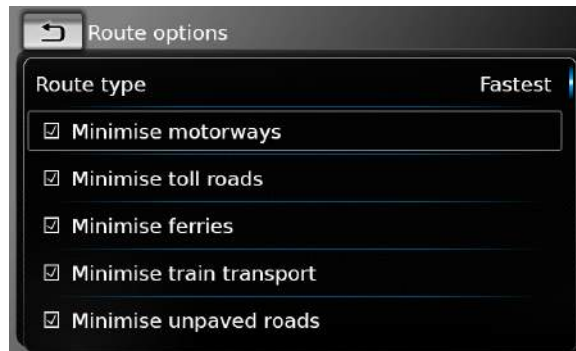 Route options
Route type Fastest
Minimise motorways
Minimise toll roads
Minimise ferries
Minimise train transport
Minimise unpaved roads